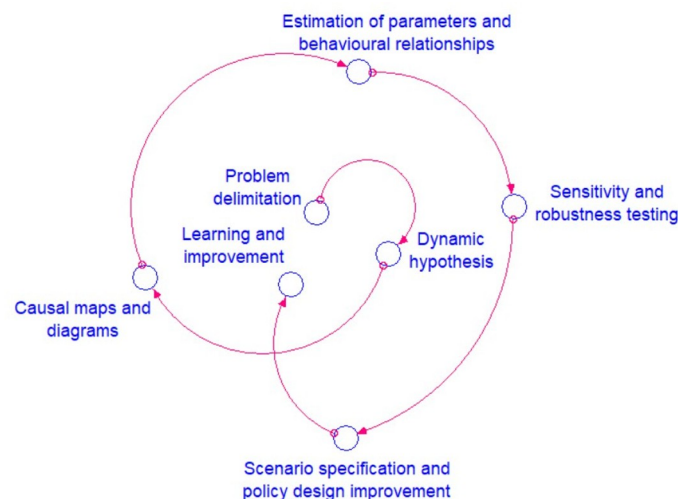 Estimation of parameters and
behavioural relationships
Problem
delimitation
Sensitivity and
robustness testing
Learning and
improvement
Dynamic
hypothesis
Causal maps and
diagrams
Scenario specification and
policy design improvement